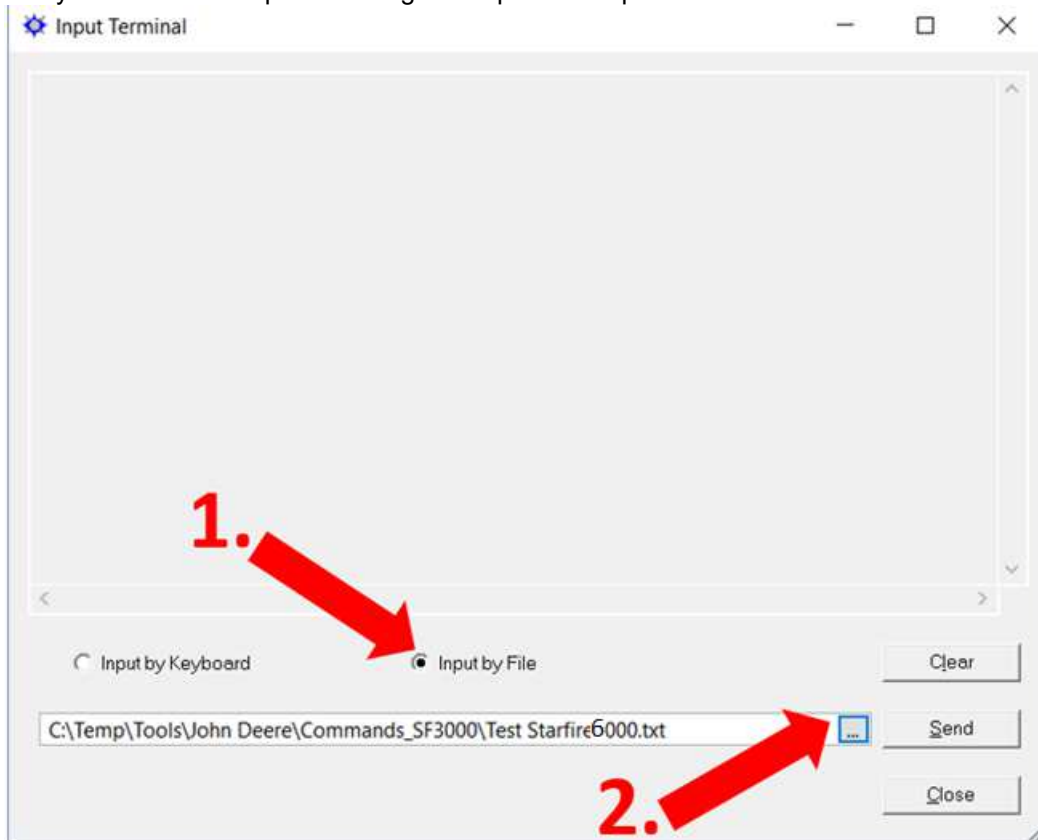 Input Terminal
1.
Input by Keyboard
Input by File
Clear
C:\Temp\Tools\John Deere\Commands_SF3000\Test Starfire6000.txt
...
Send
2.
Close